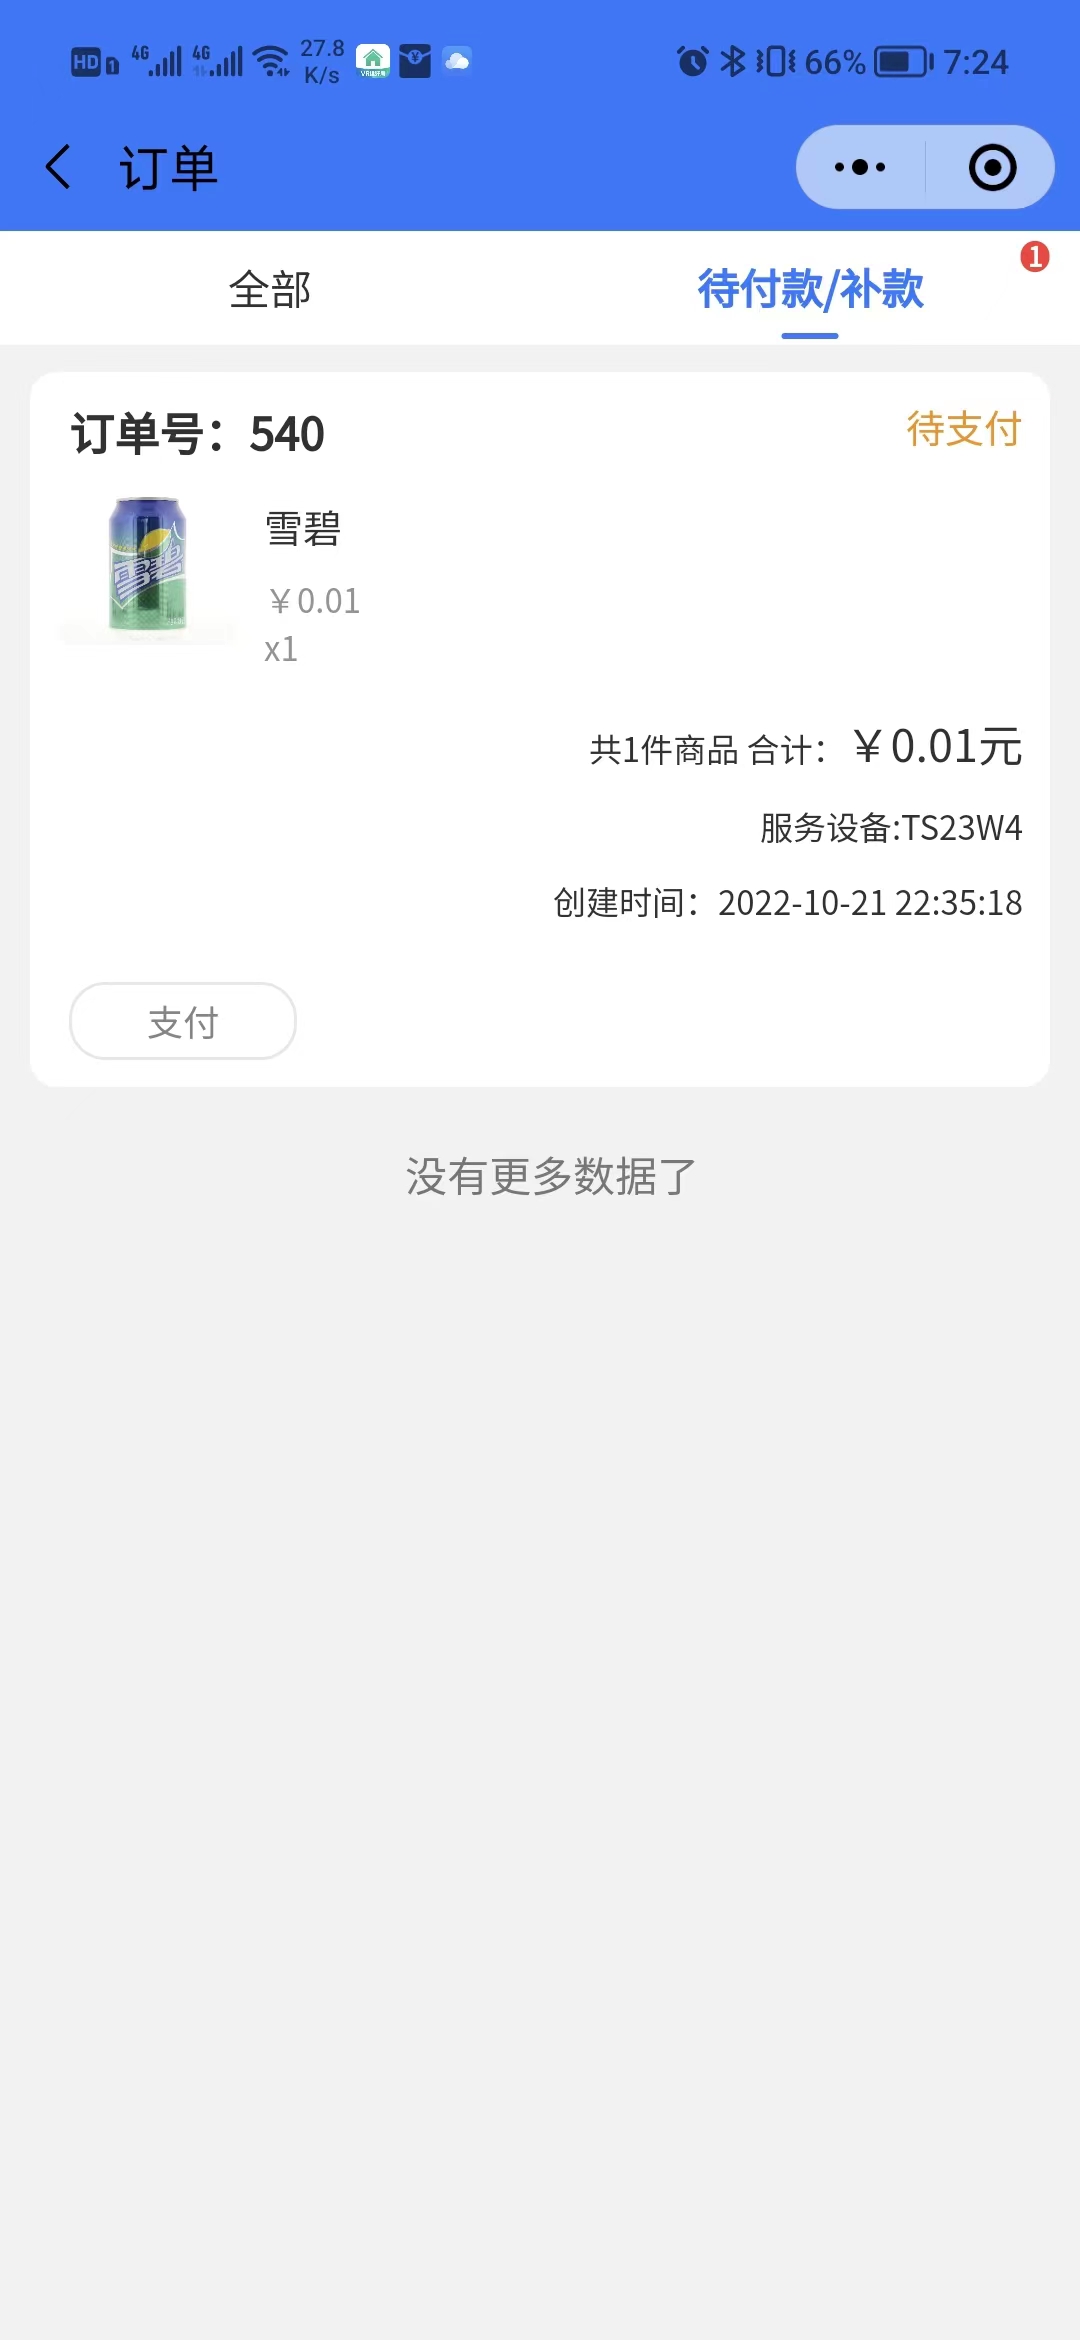 HD 1 4G 4G 27.8 K/s 66% 7:24
订单
全部 待付款/补款 1
订单号：540 待支付
雪碧
雪碧
￥0.01
x1
共1件商品 合计：￥0.01元
服务设备:TS23W4
创建时间：2022-10-21 22:35:18
支付
没有更多数据了